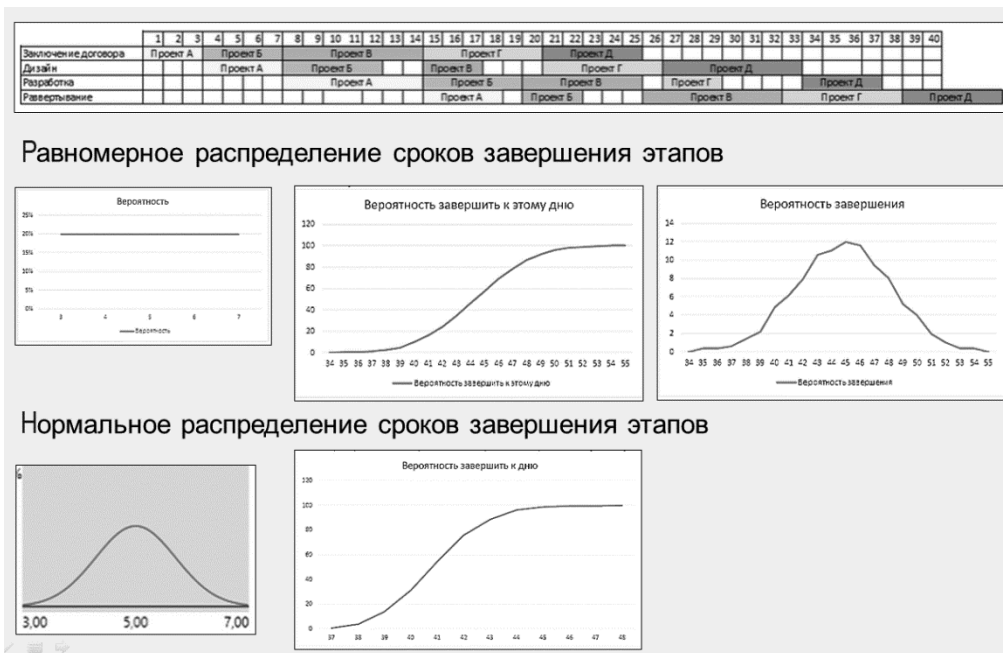 1 2 3 4 5 6 7 8 9 10 11 12 13 14 15 16 17 18 19 20 21 22 23 24 25 26 27 28 29 30 31 32 33 34 35 36 37 38 39 40
Заключение договора Проект А Проект Б Проект В Проект Г Проект Д
Дизайн Проект А Проект Б Проект В Проект Г Проект Д
Разработка Проект А Проект Б Проект В Проект Г Проект Д
Развертывание Проект А Проект Б Проект В Проект Г Проект Д
Равномерное распределение сроков завершения этапов
Вероятность
25%
20%
15%
10%
5%
0%
3 4 5 6 7
Вероятность
Вероятность завершить к этому дню
120
100
80
60
40
20
0
34 35 36 37 38 39 40 41 42 43 44 45 46 47 48 49 50 51 52 53 54 55
Вероятность завершить к этому дню
Вероятность завершения
14
12
10
8
6
4
2
0
34 35 36 37 38 39 40 41 42 43 44 45 46 47 48 49 50 51 52 53 54 55
Вероятность завершения
Нормальное распределение сроков завершения этапов
3,00 5,00 7,00
Вероятность завершить к дню
120
100
80
60
40
20
0
37 38 39 40 41 42 43 44 45 46 47 48